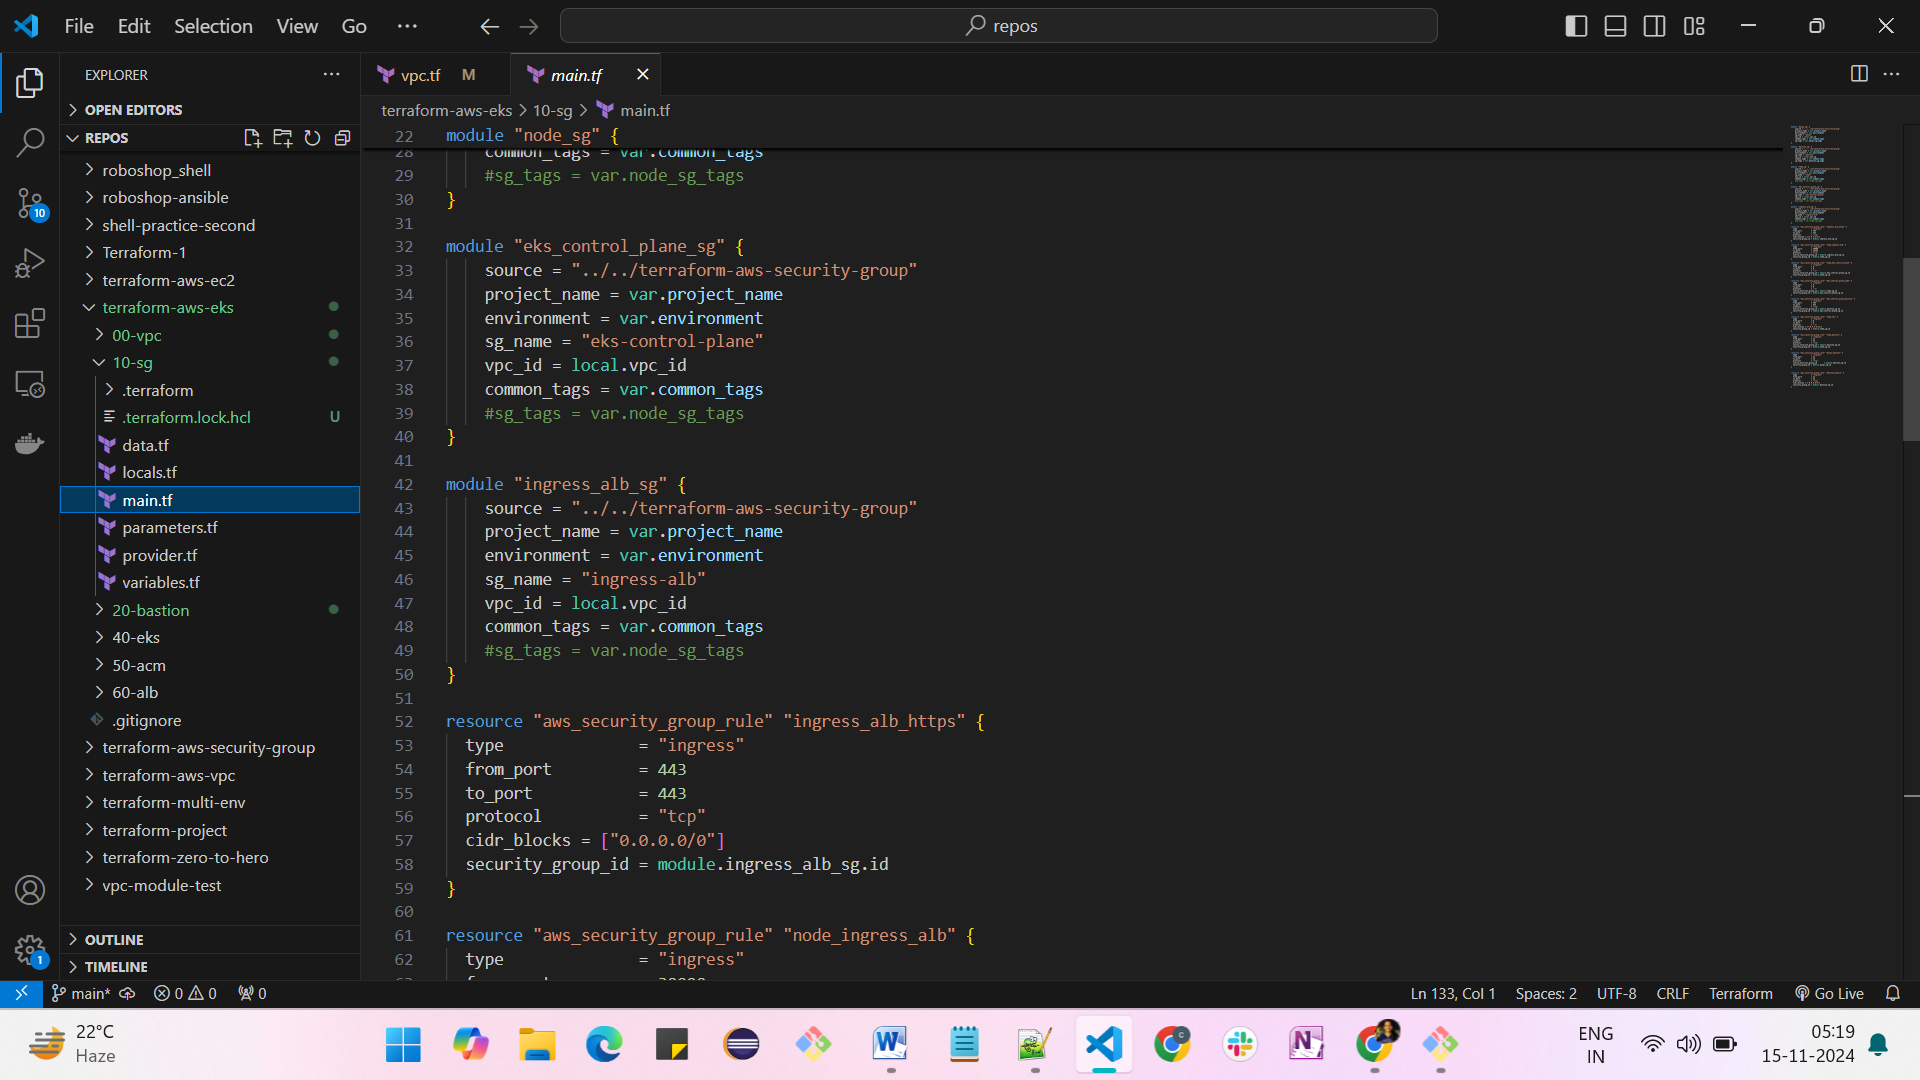 File Edit Selection View Go ···
repos
EXPLORER
OPEN EDITORS
REPOS
roboshop_shell
roboshop-ansible
shell-practice-second
Terraform-1
terraform-aws-ec2
terraform-aws-eks
00-vpc
10-sg
.terraform
.terraform.lock.hcl U
data.tf
locals.tf
main.tf
parameters.tf
provider.tf
variables.tf
20-bastion
40-eks
50-acm
60-alb
.gitignore
terraform-aws-security-group
terraform-aws-vpc
terraform-multi-env
terraform-project
terraform-zero-to-hero
vpc-module-test
OUTLINE
TIMELINE
10
1
vpc.tf M main.tf
terraform-aws-eks > 10-sg > main.tf
22 module "node_sg" {
28 common_tags = var.common_tags
29 #sg_tags = var.node_sg_tags
30 }
31
32 module "eks_control_plane_sg" {
33 source = "../../terraform-aws-security-group"
34 project_name = var.project_name
35 environment = var.environment
36 sg_name = "eks-control-plane"
37 vpc_id = local.vpc_id
38 common_tags = var.common_tags
39 #sg_tags = var.node_sg_tags
40 }
41
42 module "ingress_alb_sg" {
43 source = "../../terraform-aws-security-group"
44 project_name = var.project_name
45 environment = var.environment
46 sg_name = "ingress-alb"
47 vpc_id = local.vpc_id
48 common_tags = var.common_tags
49 #sg_tags = var.node_sg_tags
50 }
51
52 resource "aws_security_group_rule" "ingress_alb_https" {
53 type = "ingress"
54 from_port = 443
55 to_port = 443
56 protocol = "tcp"
57 cidr_blocks = ["0.0.0.0/0"]
58 security_group_id = module.ingress_alb_sg.id
59 }
60
61 resource "aws_security_group_rule" "node_ingress_alb" {
62 type = "ingress"
main* 0 0 0
Ln 133, Col 1 Spaces: 2 UTF-8 CRLF Terraform Go Live
22°C
Haze
ENG
IN
05:19
15-11-2024